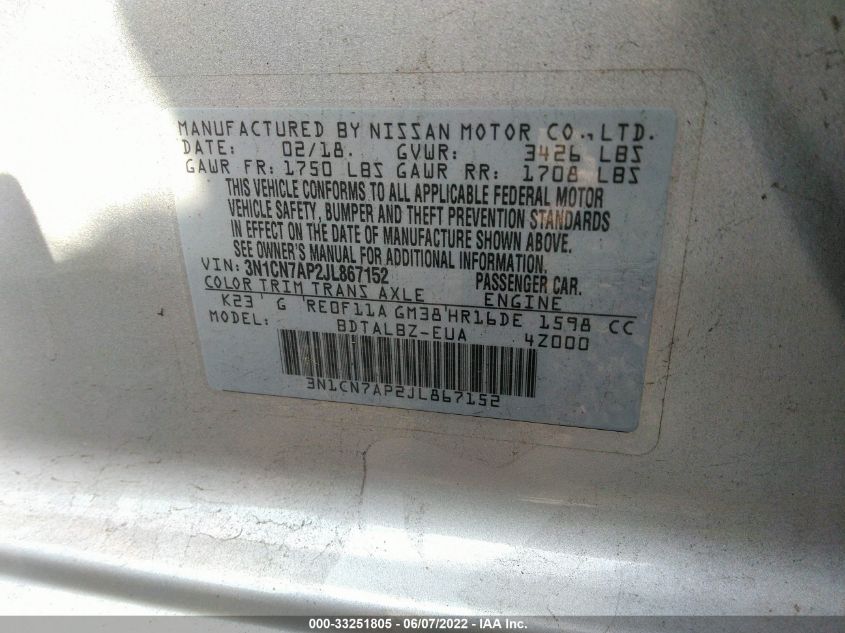 MANUFACTURED BY NISSAN MOTOR CO., LTD.
DATE: 02/18. GVWR: 3426 LBS
GAWR FR: 1750 LBS GAWR RR: 1708 LBS
THIS VEHICLE CONFORMS TO ALL APPLICABLE FEDERAL MOTOR
VEHICLE SAFETY, BUMPER AND THEFT PREVENTION STANDARDS
IN EFFECT ON THE DATE OF MANUFACTURE SHOWN ABOVE.
SEE OWNER'S MANUAL FOR ADDITIONAL INFORMATION.
VIN: 3N1CN7AP2JL867152 PASSENGER CAR.
COLOR TRIM TRANS AXLE ENGINE
K23 G RE0F11A GM38 HR16DE 1598 CC
MODEL: BDTALBZ-EUA 4Z000
3N1CN7AP2JL867152
000-33251805 - 06/07/2022 - IAA Inc.